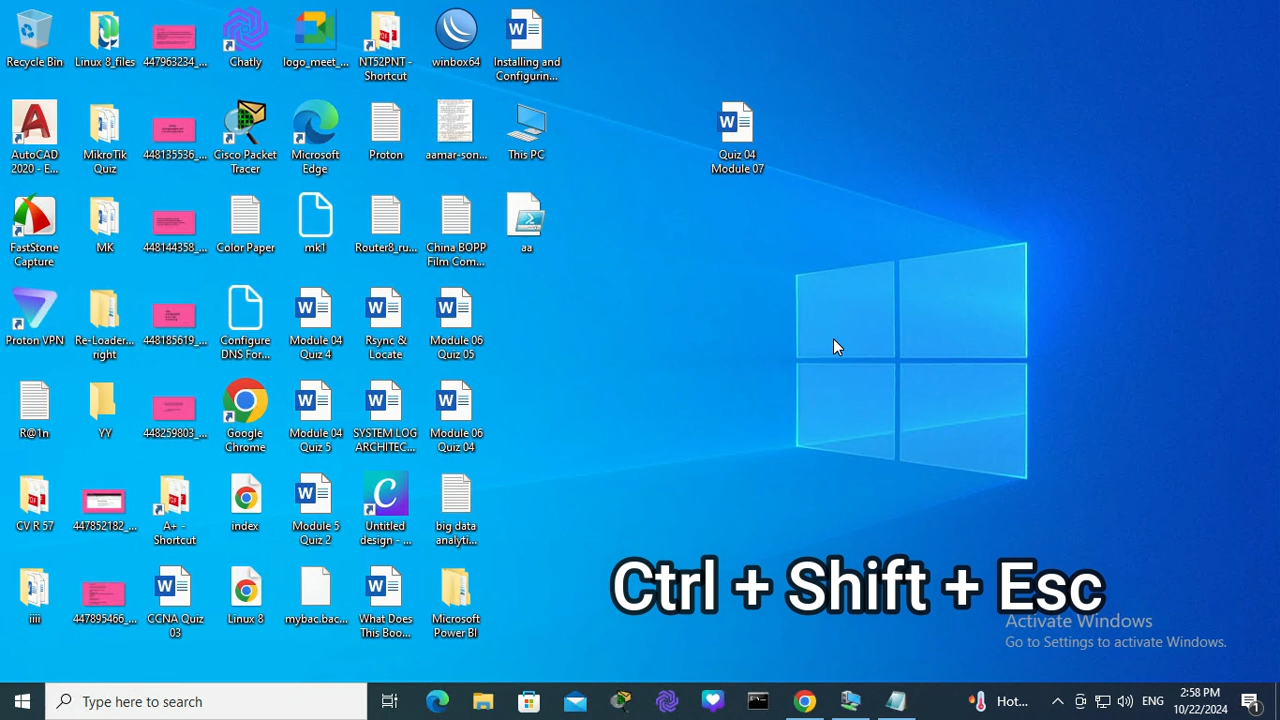 Recycle Bin
Linux 8_files
447963234_...
Chatly
logo_meet_...
NT52PNT -
Shortcut
winbox64
Installing and
Configurin...
AutoCAD
2020 - E...
MikroTik
Quiz
448135536_...
Cisco Packet
Tracer
Microsoft
Edge
Proton
aamar-son...
This PC
Quiz 04
Module 07
FastStone
Capture
MK
448144358_...
Color Paper
mk1
Router8_ru...
China BOPP
Film Com...
aa
Proton VPN
Re-Loader...
right
448185619_...
Configure
DNS For...
Module 04
Quiz 4
Rsync &
Locate
Module 06
Quiz 05
R@1n
YY
448259803_...
Google
Chrome
Module 04
Quiz 5
SYSTEM LOG
ARCHITEC...
Module 06
Quiz 04
CV R 57
447852182_...
A+ -
Shortcut
index
Module 5
Quiz 2
Untitled
design - ...
big data
analyti...
iiii
447895466_...
CCNA Quiz
03
Linux 8
mybac.bac...
What Does
This Boo...
Microsoft
Power BI
Ctrl + Shift + Esc
Activate Windows
Go to Settings to activate Windows.
Type here to search
Hot...
ENG
2:58 PM
10/22/2024
1